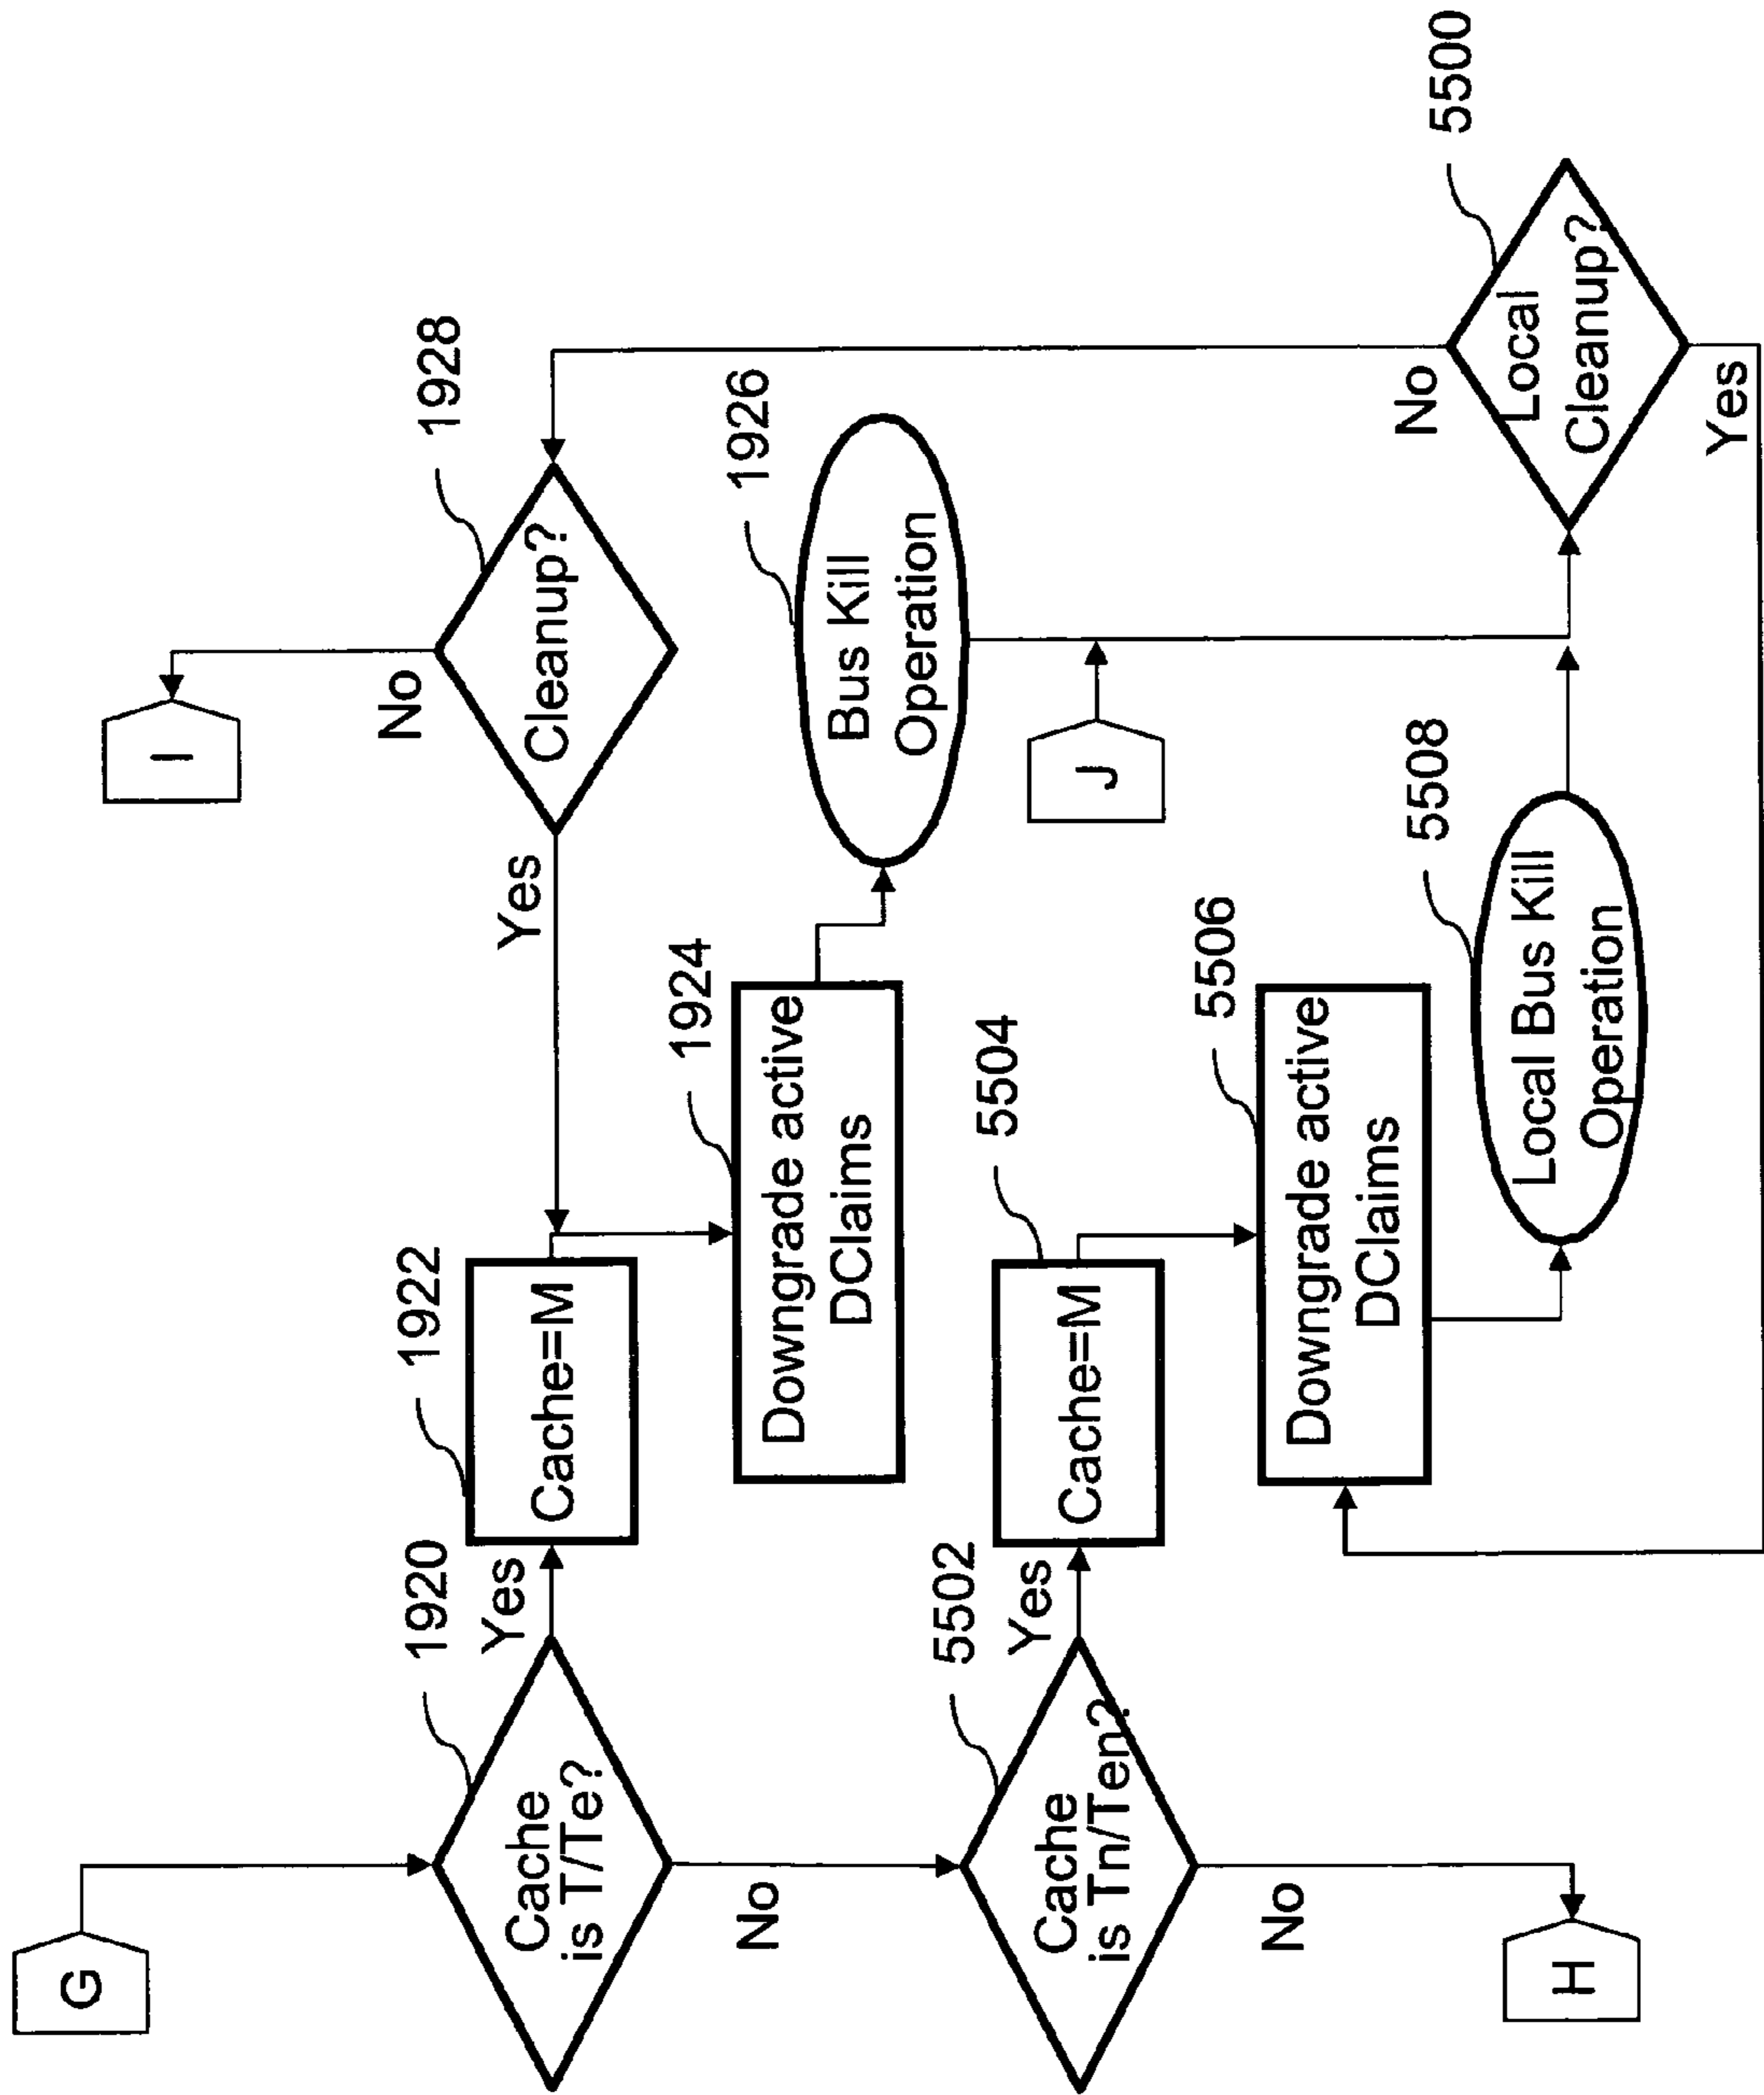 G
1920
Cache
is T/Te?
Yes
No
1922
Cache=M
1924
Downgrade active
DClaims
1926
Bus Kill
Operation
1928
Cleanup?
Yes
No
I
J
5500
Local
Cleanup?
No
Yes
5502
Cache
is Tn/Ten?
Yes
No
H
5504
Cache=M
5506
Downgrade active
DClaims
5508
Local Bus Kill
Operation